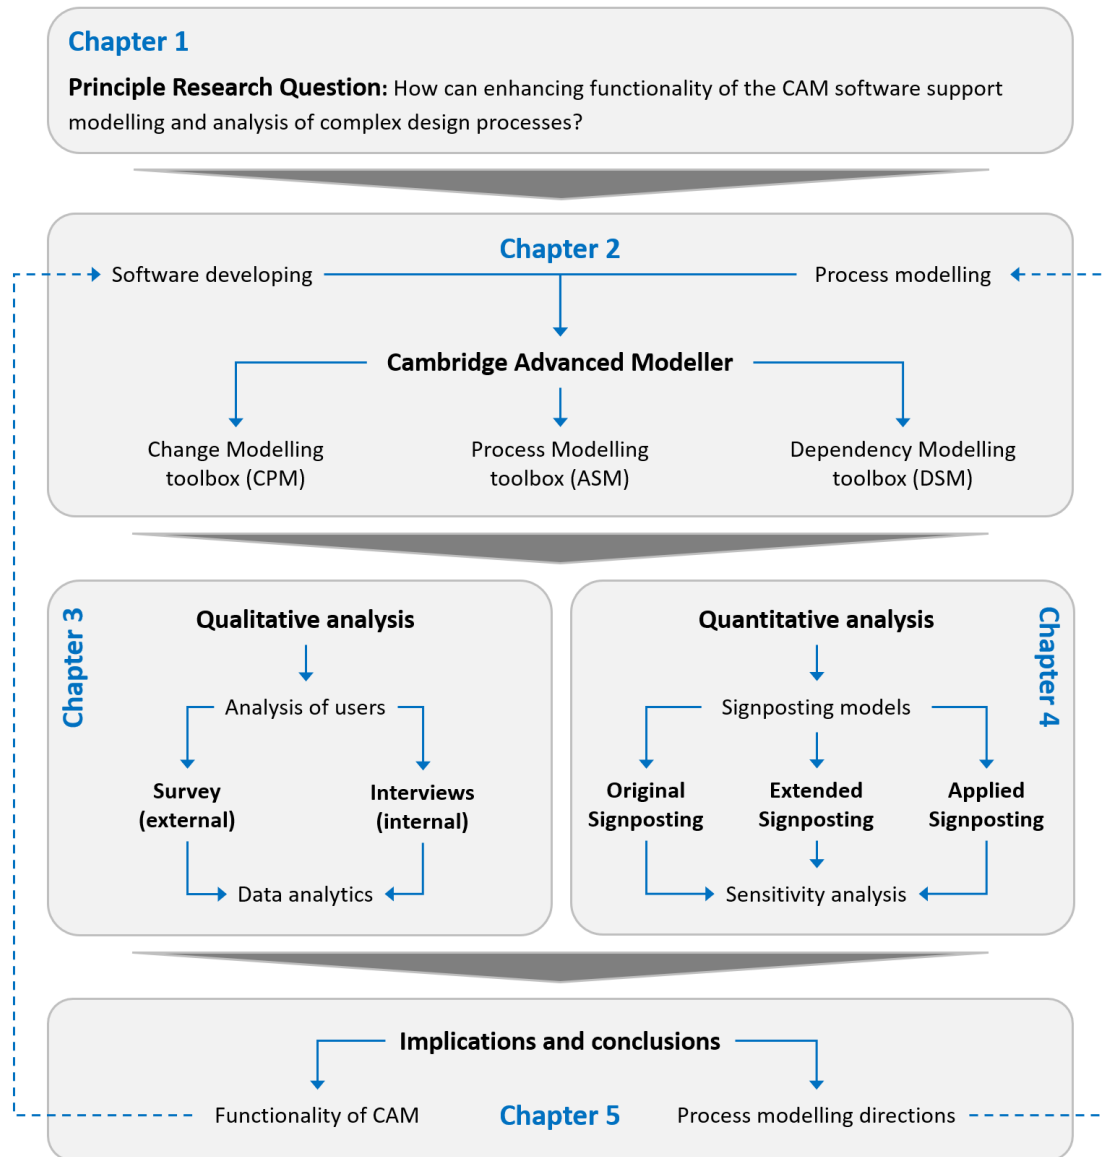 Chapter 1
Principle Research Question: How can enhancing functionality of the CAM software support
modelling and analysis of complex design processes?
Chapter 2
Software developing
Process modelling
Cambridge Advanced Modeller
Change Modelling
toolbox (CPM)
Process Modelling
toolbox (ASM)
Dependency Modelling
toolbox (DSM)
Chapter 3
Qualitative analysis
Analysis of users
Survey
(external)
Interviews
(internal)
Data analytics
Chapter 4
Quantitative analysis
Signposting models
Original
Signposting
Extended
Signposting
Applied
Signposting
Sensitivity analysis
Implications and conclusions
Functionality of CAM
Chapter 5
Process modelling directions